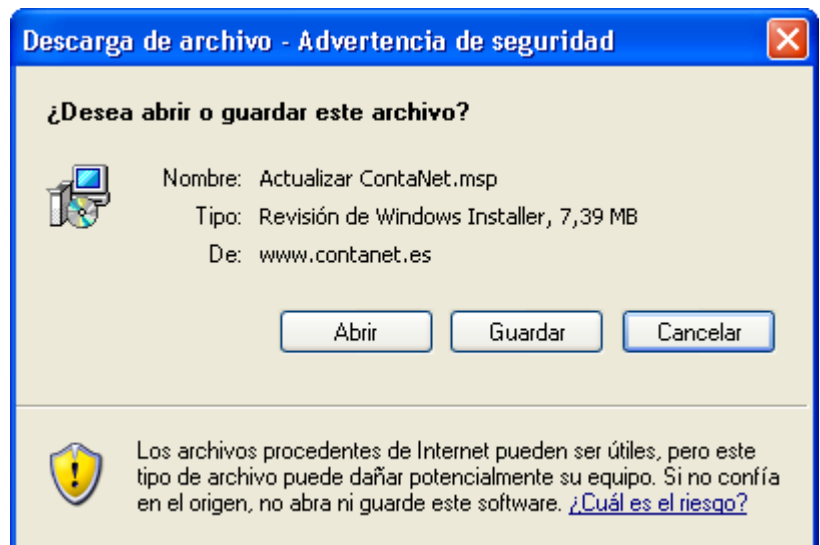 Descarga de archivo - Advertencia de seguridad
¿Desea abrir o guardar este archivo?
Nombre: Actualizar ContaNet.msp
Tipo: Revisión de Windows Installer, 7,39 MB
De: www.contanet.es
Abrir Guardar Cancelar
Los archivos procedentes de Internet pueden ser útiles, pero este
tipo de archivo puede dañar potencialmente su equipo. Si no confía
en el origen, no abra ni guarde este software. ¿Cuál es el riesgo?